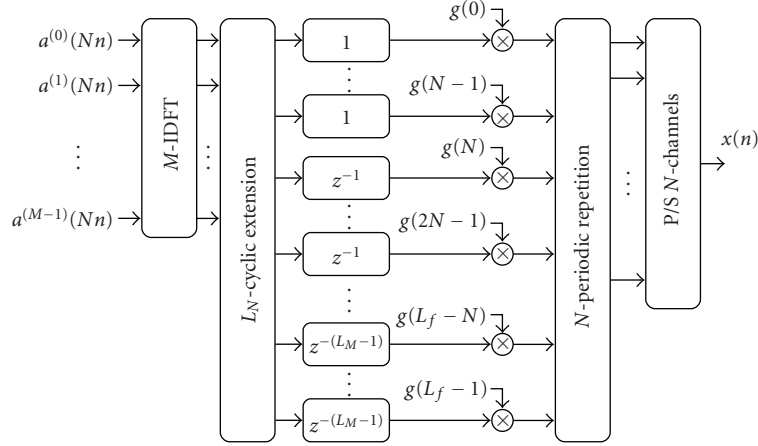 a^{(0)}(Nn)
a^{(1)}(Nn)
a^{(M−1)}(Nn)
M-IDFT
L_N-cyclic extension
1
1
z^{−1}
z^{−1}
z^{−(L_M−1)}
z^{−(L_M−1)}
g(0)
g(N − 1)
g(N)
g(2N − 1)
g(L_f − N)
g(L_f − 1)
N-periodic repetition
P/S N-channels
x(n)